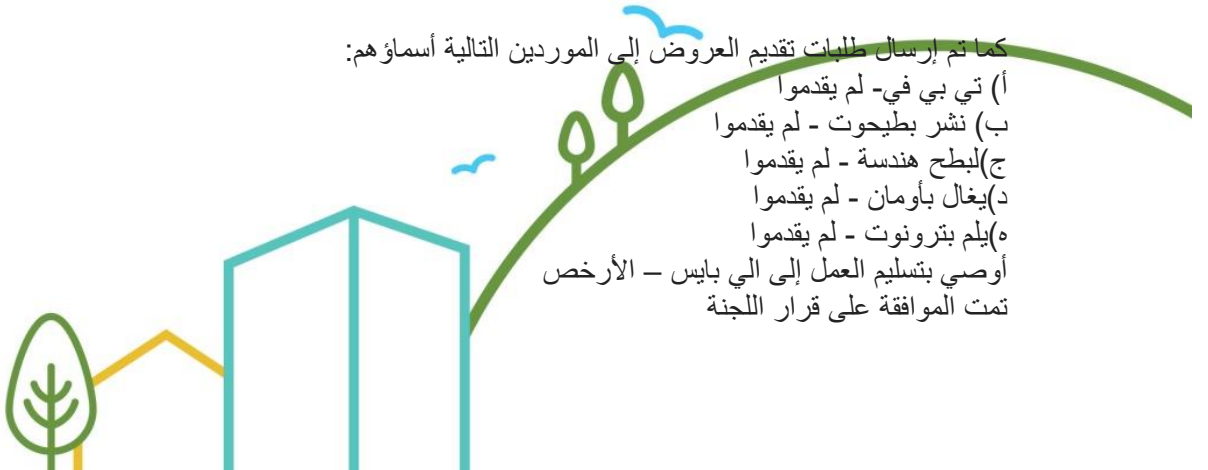 كما تم إرسال طلبات تقديم العروض إلى الموردين التالية أسماؤهم:
أ) تي بي في- لم يقدموا
ب) نشر بطيحوت - لم يقدموا
ج)لبطح هندسة - لم يقدموا
د)يغال بأومان - لم يقدموا
ه)يلم بترونوت - لم يقدموا
أوصي بتسليم العمل إلى الي بايس – الأرخص
تمت الموافقة على قرار اللجنة